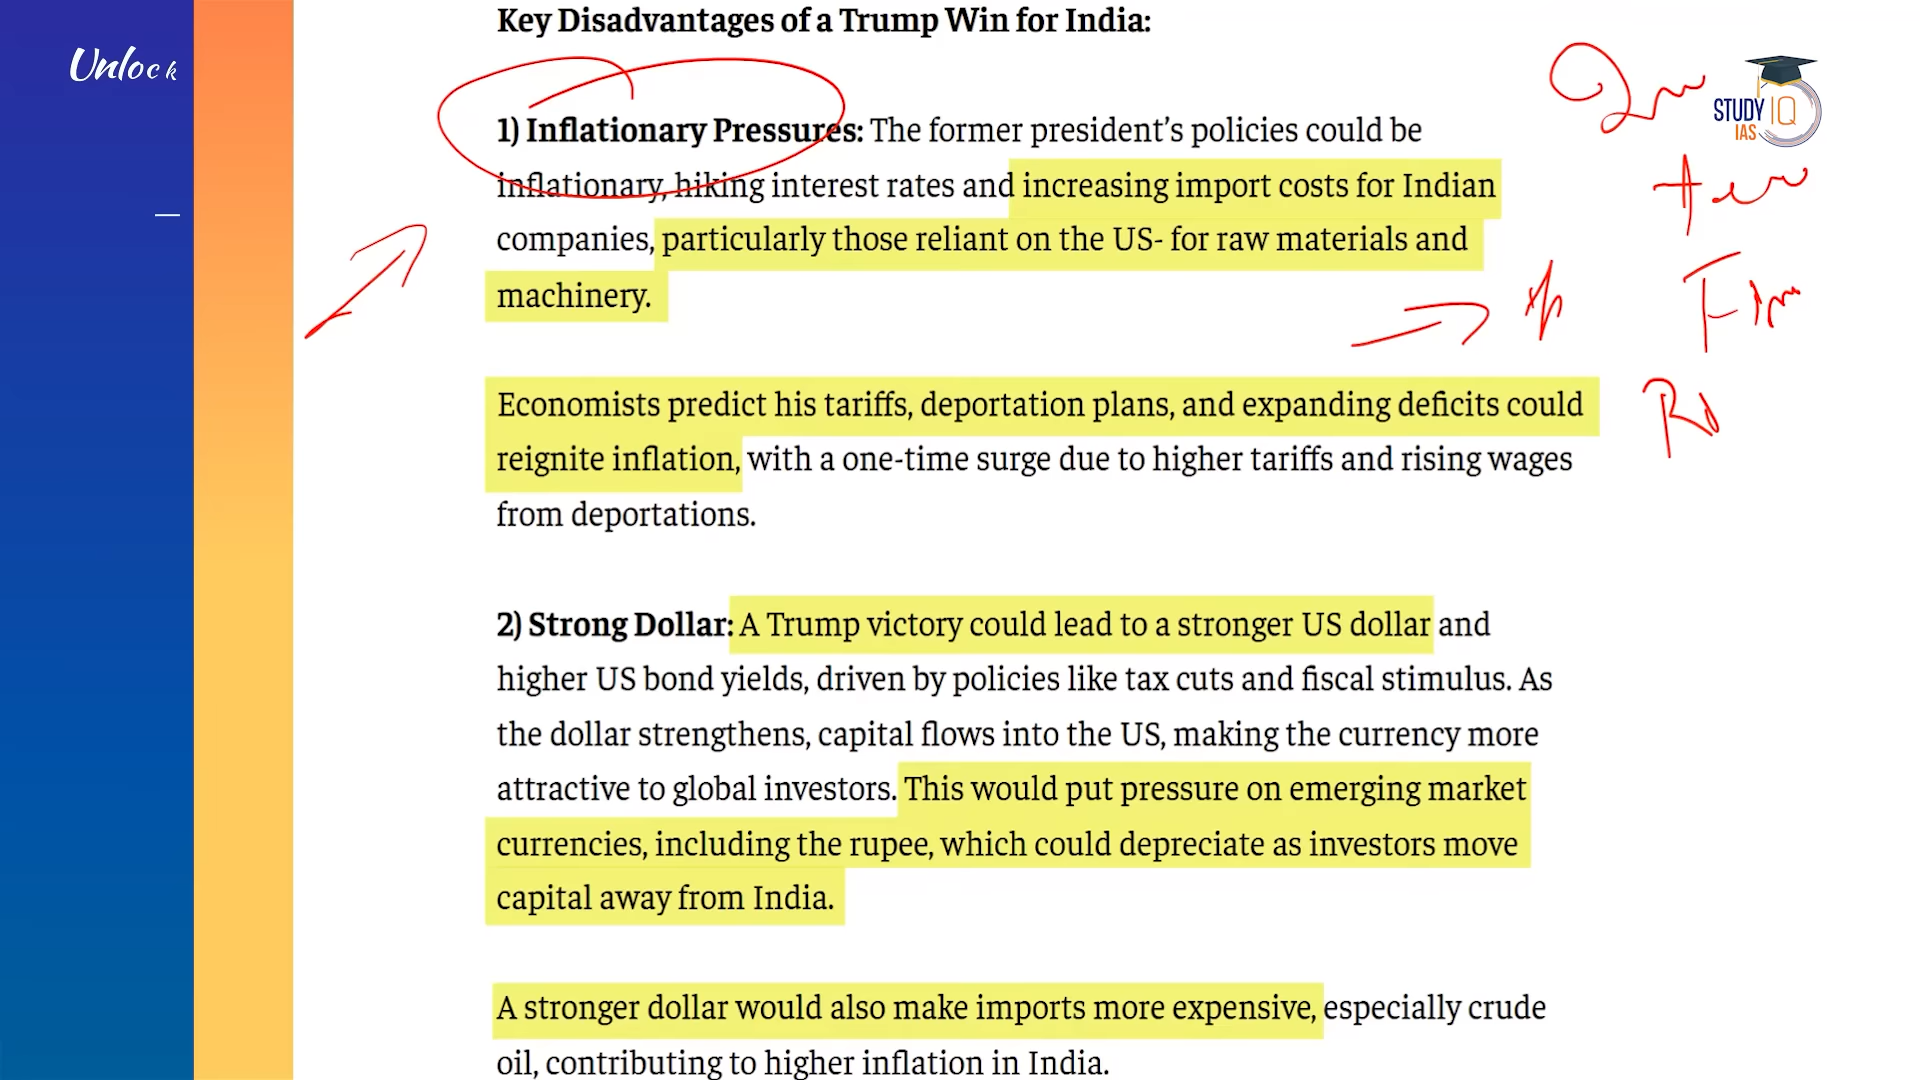 Unlock
Key Disadvantages of a Trump Win for India:
STUDY IQ
IAS
1) Inflationary Pressures: The former president’s policies could be
inflationary, hiking interest rates and increasing import costs for Indian
companies, particularly those reliant on the US- for raw materials and
machinery.
Economists predict his tariffs, deportation plans, and expanding deficits could
reignite inflation, with a one-time surge due to higher tariffs and rising wages
from deportations.
2) Strong Dollar: A Trump victory could lead to a stronger US dollar and
higher US bond yields, driven by policies like tax cuts and fiscal stimulus. As
the dollar strengthens, capital flows into the US, making the currency more
attractive to global investors. This would put pressure on emerging market
currencies, including the rupee, which could depreciate as investors move
capital away from India.
A stronger dollar would also make imports more expensive, especially crude
oil, contributing to higher inflation in India.